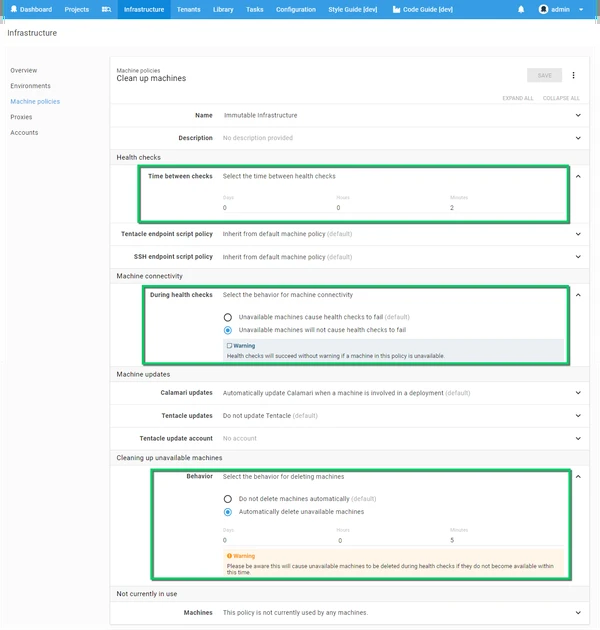 Dashboard Projects Infrastructure Tenants Library Tasks Configuration Style Guide [dev] Code Guide [dev] admin
Infrastructure
Overview
Environments
Machine policies
Proxies
Accounts
Machine policies
Clean up machines
SAVE
EXPAND ALL COLLAPSE ALL
Name Immutable Infrastructure
Description No description provided
Health checks
Time between checks Select the time between health checks
Days Hours Minutes
0 0 2
Tentacle endpoint script policy Inherit from default machine policy (default)
SSH endpoint script policy Inherit from default machine policy (default)
Machine connectivity
During health checks Select the behavior for machine connectivity
Unavailable machines cause health checks to fail (default)
Unavailable machines will not cause health checks to fail
Warning
Health checks will succeed without warning if a machine in this policy is unavailable.
Machine updates
Calamari updates Automatically update Calamari when a machine is involved in a deployment (default)
Tentacle updates Do not update Tentacle (default)
Tentacle update account No account
Cleaning up unavailable machines
Behavior Select the behavior for deleting machines
Do not delete machines automatically (default)
Automatically delete unavailable machines
Days Hours Minutes
0 0 5
Warning
Please be aware this will cause unavailable machines to be deleted during health checks if they do not become available within
this time.
Not currently in use
Machines This policy is not currently used by any machines.